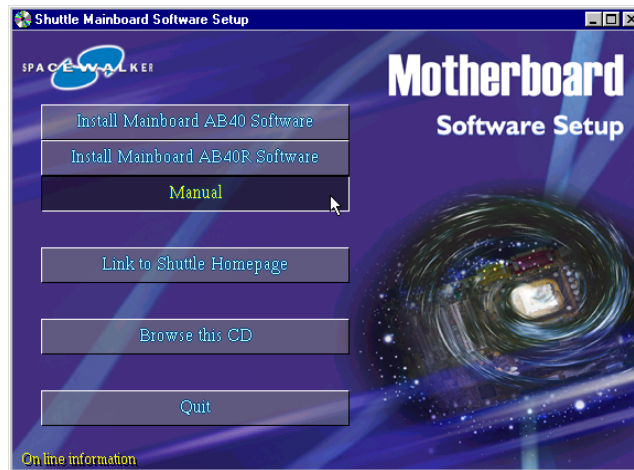 Shuttle Mainboard Software Setup
SPACEWALKER
Motherboard
Software Setup
Install Mainboard AB40 Software
Install Mainboard AB40R Software
Manual
Link to Shuttle Homepage
Browse this CD
Quit
On line information